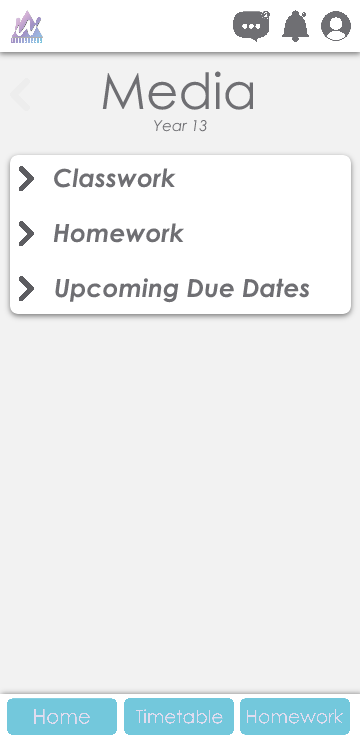 Media
Year 13
Classwork
Homework
Upcoming Due Dates
Home
Timetable
Homework